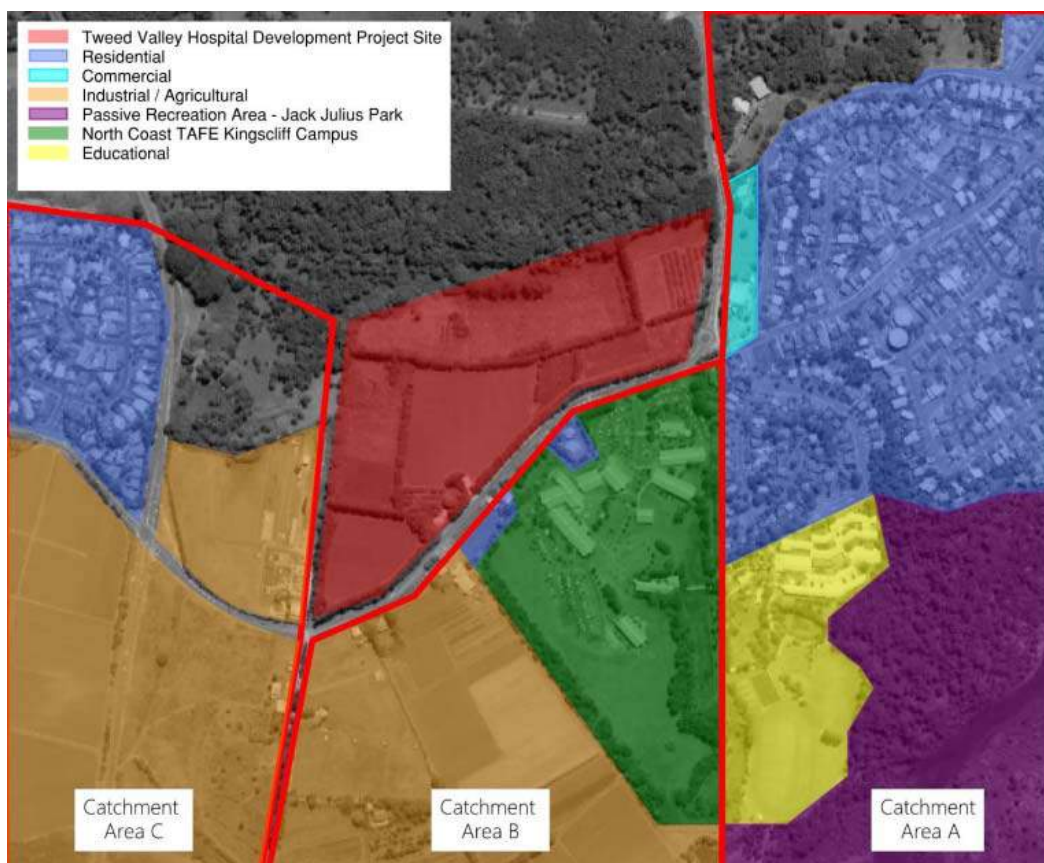 Tweed Valley Hospital Development Project Site
Residential
Commercial
Industrial / Agricultural
Passive Recreation Area - Jack Julius Park
North Coast TAFE Kingscliff Campus
Educational
Catchment
Area C
Catchment
Area B
Catchment
Area A